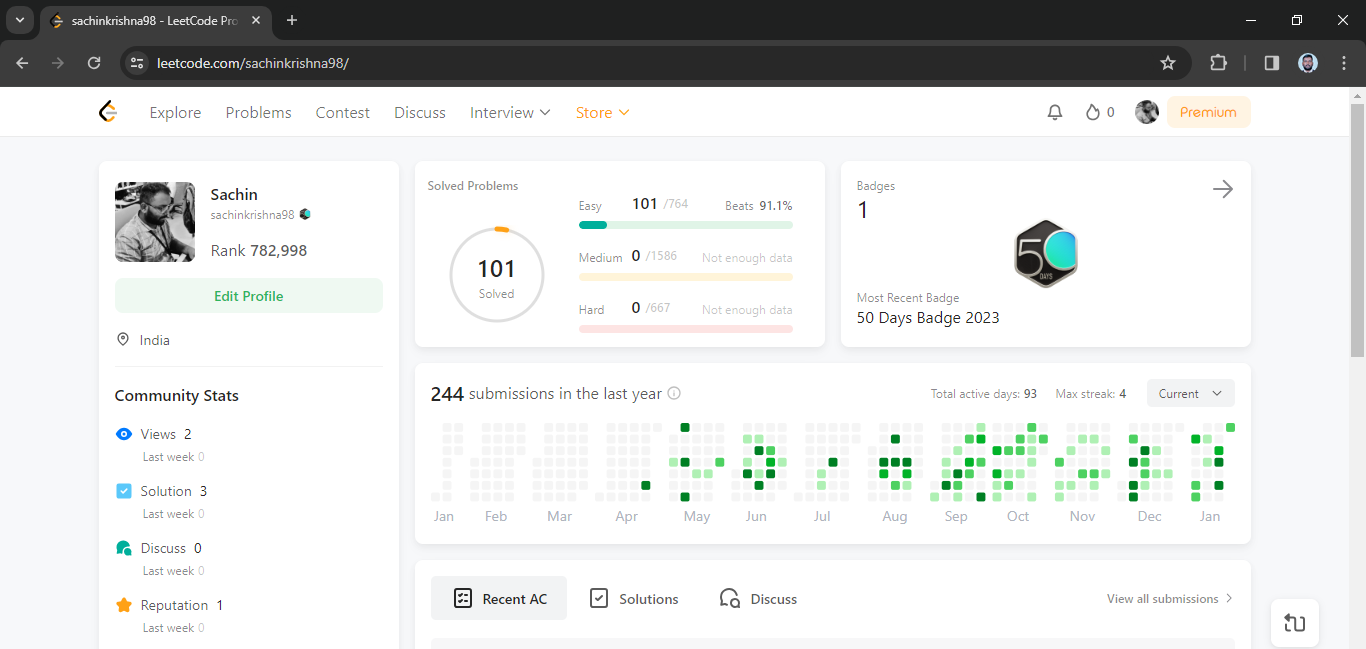 sachinkrishna98 - LeetCode Pro
leetcode.com/sachinkrishna98/
Explore Problems Contest Discuss Interview Store 0 Premium
Sachin
sachinkrishna98
Rank 782,998
Edit Profile
India
Community Stats
Views 2
Last week 0
Solution 3
Last week 0
Discuss 0
Last week 0
Reputation 1
Last week 0
Solved Problems
101
Solved
Easy 101 /764 Beats 91.1%
Medium 0 /1586 Not enough data
Hard 0 /667 Not enough data
Badges
1
50
DAYS
Most Recent Badge
50 Days Badge 2023
244 submissions in the last year Total active days: 93 Max streak: 4 Current
Jan Feb Mar Apr May Jun Jul Aug Sep Oct Nov Dec Jan
Recent AC Solutions Discuss View all submissions